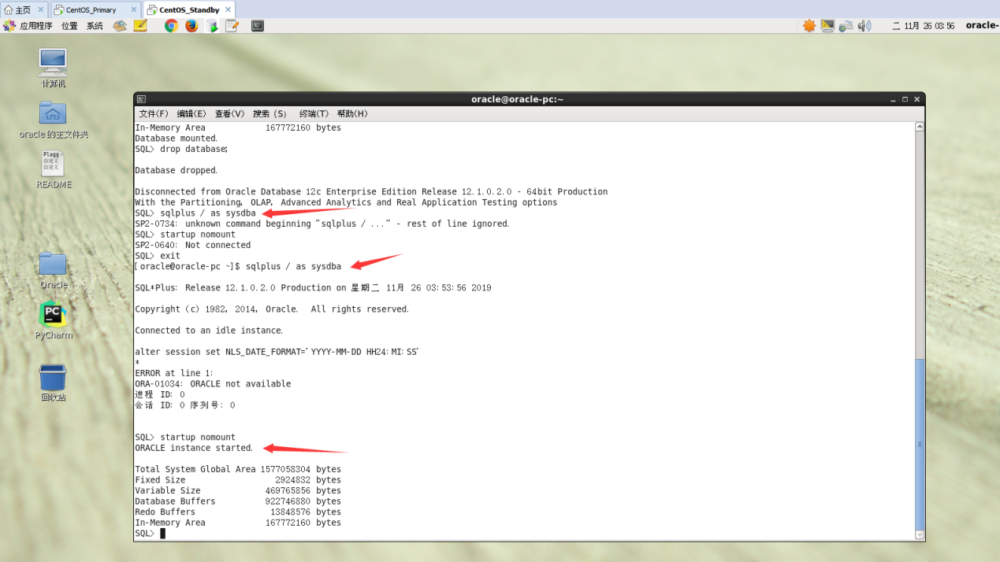 主页
CentOS_Primary
CentOS_Standby
应用程序 位置 系统
二 11月 26 03:56 oracle-
计算机
oracle 的主文件夹
Plagg
自定义
自定义
README
Oracle
PC
PyCharm
回收站
oracle@oracle-pc:~
文件(F) 编辑(E) 查看(V) 搜索 (S) 终端(T) 帮助(H)
In-Memory Area 167772160 bytes
Database mounted.
SQL> drop database;
Database dropped.
Disconnected from Oracle Database 12c Enterprise Edition Release 12.1.0.2.0 - 64bit Production
With the Partitioning, OLAP, Advanced Analytics and Real Application Testing options
SQL> sqlplus / as sysdba
SP2-0734: unknown command beginning "sqlplus / ..." - rest of line ignored.
SQL> startup nomount
SP2-0640: Not connected
SQL> exit
[oracle@oracle-pc ~]$ sqlplus / as sysdba
SQL*Plus: Release 12.1.0.2.0 Production on 星期二 11月 26 03:53:56 2019
Copyright (c) 1982, 2014, Oracle. All rights reserved.
Connected to an idle instance.
alter session set NLS_DATE_FORMAT='YYYY-MM-DD HH24:MI:SS'
*
ERROR at line 1:
ORA-01034: ORACLE not available
进程 ID: 0
会话 ID: 0 序列号: 0
SQL> startup nomount
ORACLE instance started.
Total System Global Area 1577058304 bytes
Fixed Size 2924832 bytes
Variable Size 469765856 bytes
Database Buffers 922746880 bytes
Redo Buffers 13848576 bytes
In-Memory Area 167772160 bytes
SQL>